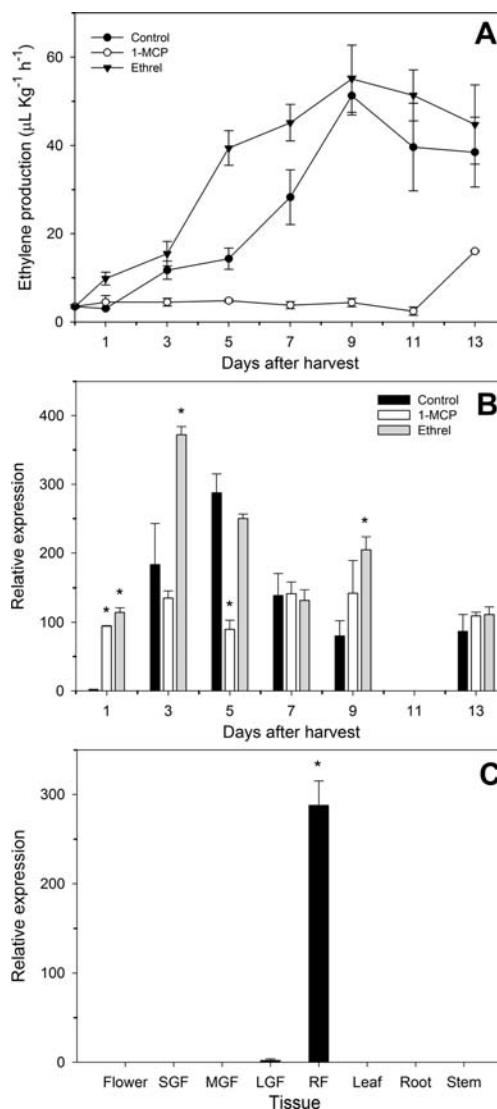 A
Control
1-MCP
Ethrel
60
40
20
0
Ethylene production (μL Kg⁻¹ h⁻¹)
1 3 5 7 9 11 13
Days after harvest
B
Control
1-MCP
Ethrel
400
300
200
100
0
Relative expression
* * * * *
1 3 5 7 9 11 13
Days after harvest
C
300
200
100
0
Relative expression
*
Flower SGF MGF LGF RF Leaf Root Stem
Tissue